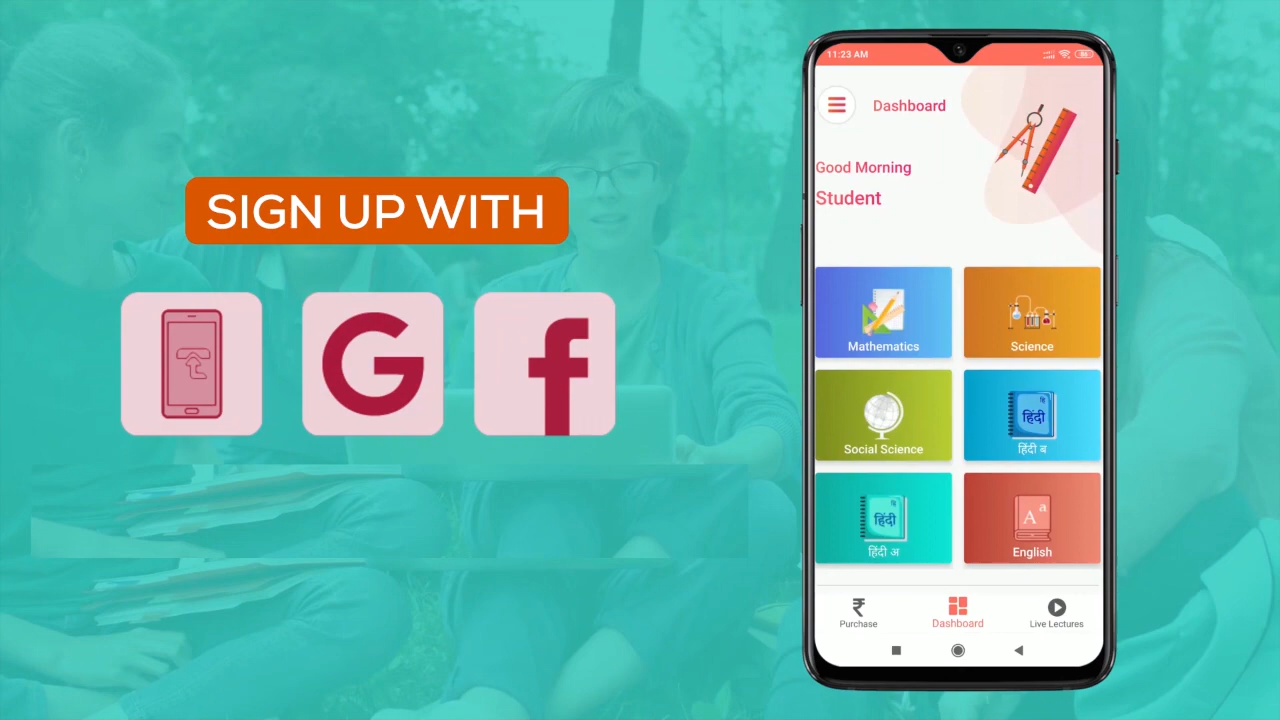 SIGN UP WITH
G
f
11:23 AM
Dashboard
Good Morning
Student
Mathematics
Science
Social Science
हिंदी
हिंदी ब
हिंदी
हिंदी अ
A a
English
Purchase
Dashboard
Live Lectures